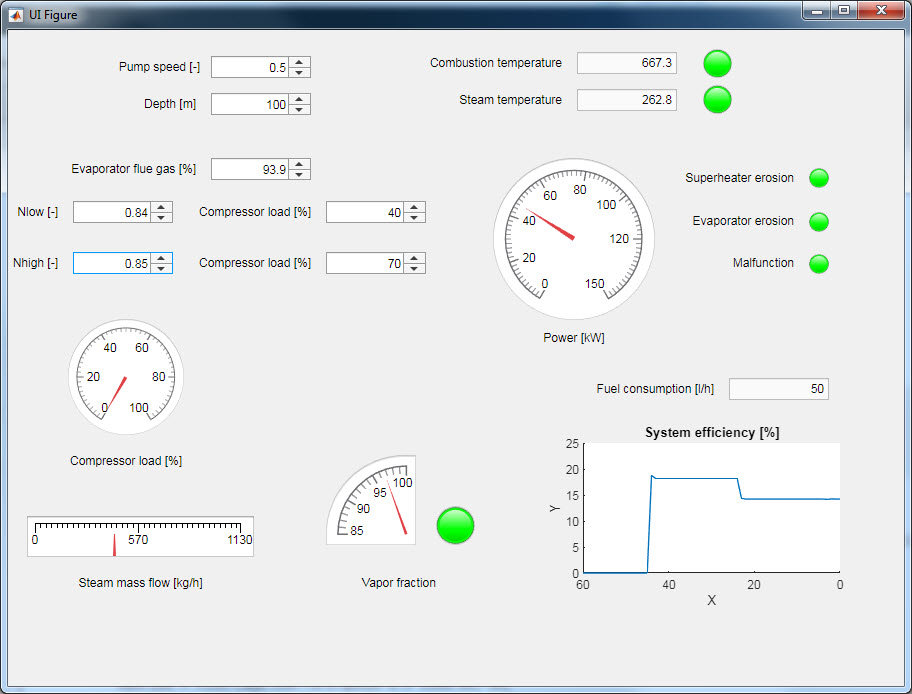 UI Figure
Pump speed [-] 0.5
Depth [m] 100
Combustion temperature 667.3
Steam temperature 262.8
Evaporator flue gas [%] 93.9
Nlow [-] 0.84 Compressor load [%] 40
Nhigh [-] 0.85 Compressor load [%] 70
0 20 40 60 80 100 120 150
Power [kW]
Superheater erosion
Evaporator erosion
Malfunction
0 20 40 60 80 100
Compressor load [%]
Fuel consumption [l/h] 50
0 570 1130
Steam mass flow [kg/h]
85 90 95 100
Vapor fraction
System efficiency [%]
25
20
15
10
5
0
Y
60 40 20 0
X